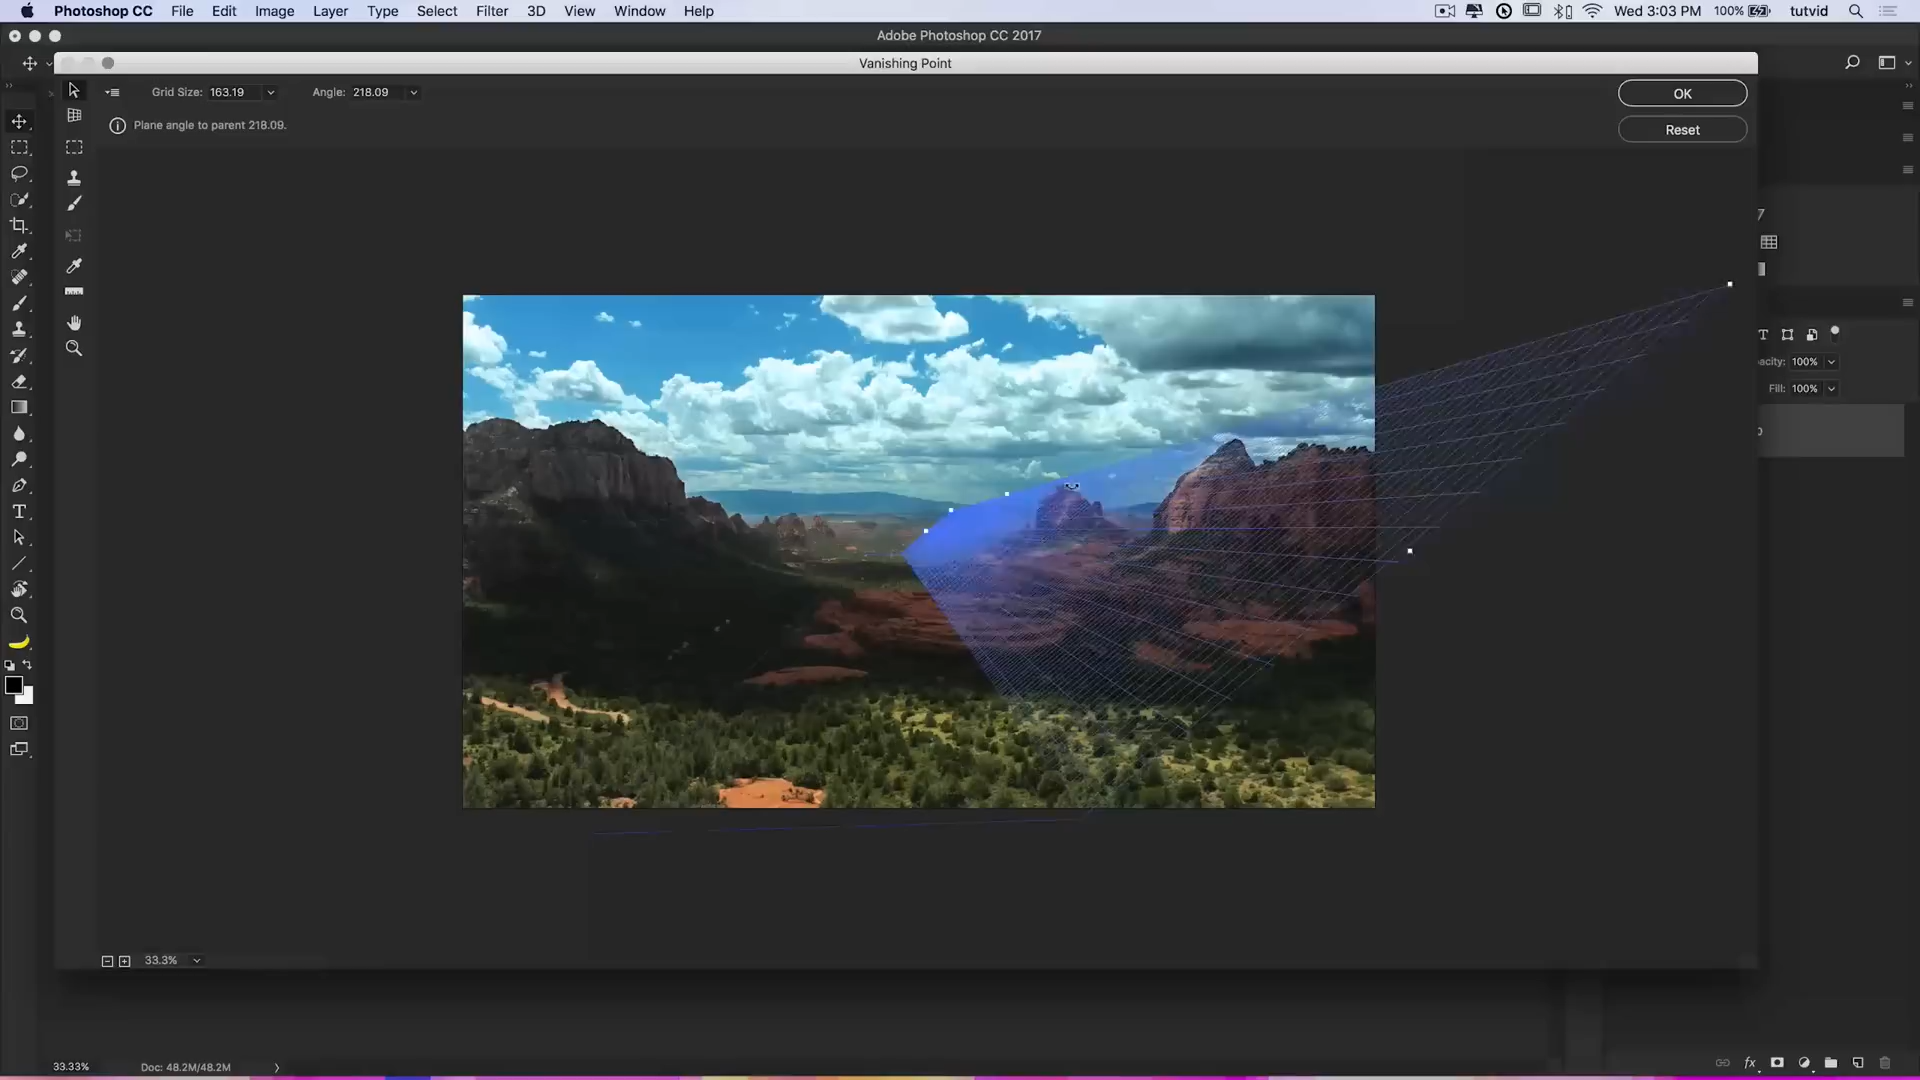 Photoshop CC File Edit Image Layer Type Select Filter 3D View Window Help Wed 3:03 PM 100% tutvid
Adobe Photoshop CC 2017
Vanishing Point
Grid Size: 163.19 Angle: 218.09
OK
Plane angle to parent 218.09.
Reset
acity: 100%
Fill: 100%
33.3%
33.33% Doc: 48.2M/48.2M
fx